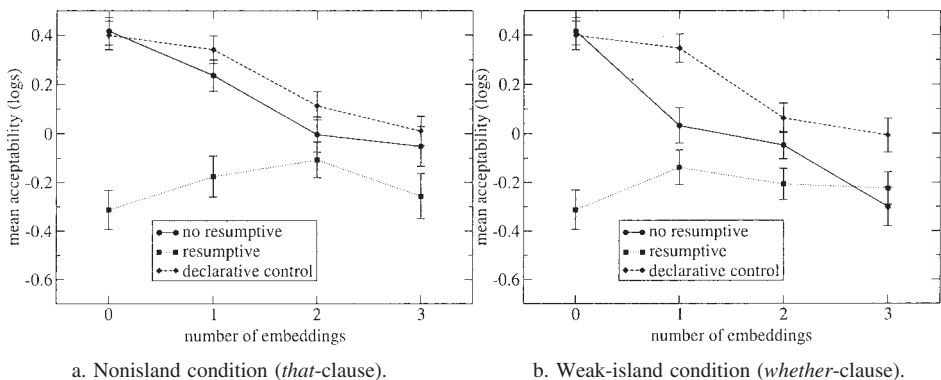 mean acceptability (logs)
0.4
0.2
0
-0.2
-0.4
-0.6
no resumptive
resumptive
declarative control
0 1 2 3
number of embeddings
a. Nonisland condition (that-clause).
mean acceptability (logs)
0.4
0.2
0
-0.2
-0.4
-0.6
no resumptive
resumptive
declarative control
0 1 2 3
number of embeddings
b. Weak-island condition (whether-clause).